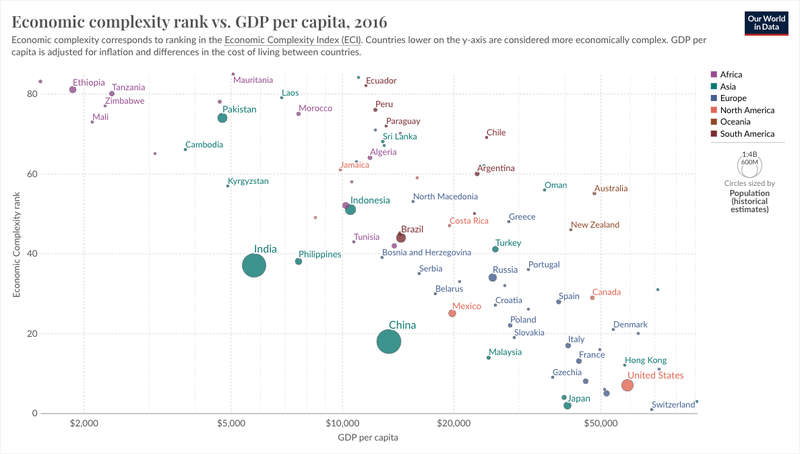 Economic complexity rank vs. GDP per capita, 2016
Our World
in Data
Economic complexity corresponds to ranking in the Economic Complexity Index (ECI). Countries lower on the y-axis are considered more economically complex. GDP per
capita is adjusted for inflation and differences in the cost of living between countries.
Africa
Asia
Europe
North America
Oceania
South America
1:4B
600M
Circles sized by
Population
(historical
estimates)
Economic Complexity rank
80
60
40
20
0
Mauritania
Ecuador
Ethiopia
Tanzania
Zimbabwe
Laos
Mali
Pakistan
Morocco
Peru
Paraguay
Cambodia
Sri Lanka
Chile
Algeria
Jamaica
Argentina
Kyrgyzstan
Oman
Australia
Indonesia
North Macedonia
Costa Rica
Greece
New Zealand
Brazil
Tunisia
India
Philippines
Bosnia and Herzegovina
Turkey
Serbia
Russia
Portugal
Belarus
Croatia
Spain
Canada
Mexico
China
Poland
Slovakia
Denmark
Malaysia
Italy
France
Hong Kong
Czechia
United States
Japan
Switzerland
$2,000
$5,000
$10,000
$20,000
$50,000
GDP per capita